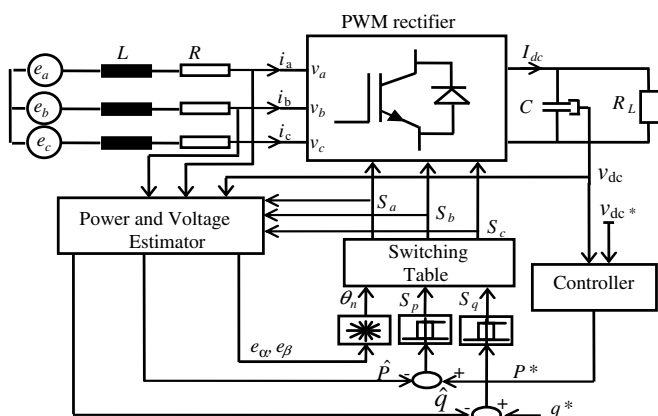 PWM rectifier
L R i_a I_dc
e_a v_a
e_b i_b v_b C R_L
e_c i_c v_c
v_dc
S_a v_dc*
Power and Voltage
Estimator
S_b
S_c
Switching
Table
Controller
θ_n S_p S_q
e_α, e_β
P̂ - + P*
q̂ - + q*